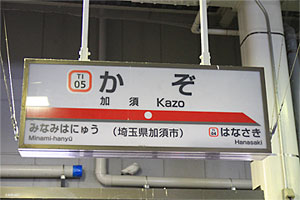 TI
05
かぞ
加須 Kazo
みなみはにゅう
Minami-hanyū
(埼玉県加須市)
TI
04
はなさき
Hanasaki